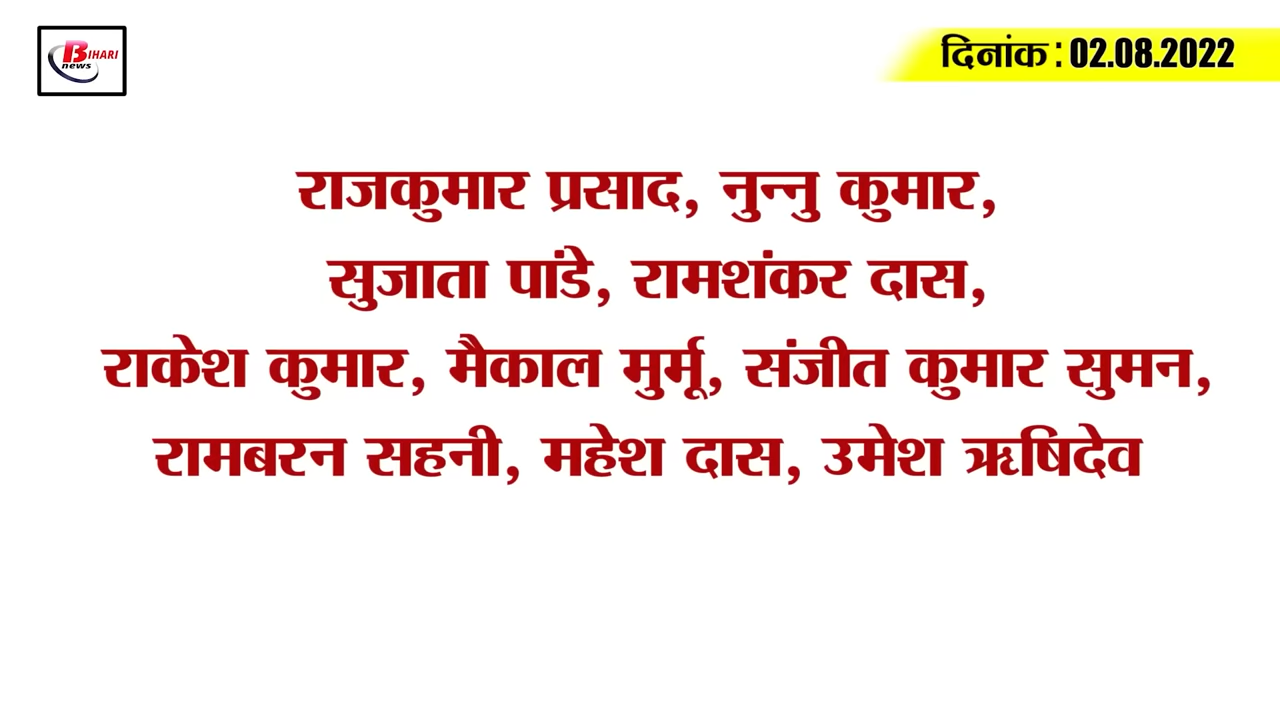 BIHARI
news
दिनांक : 02.08.2022
राजकुमार प्रसाद, नुन्नु कुमार,
सुजाता पांडे, रामशंकर दास,
राकेश कुमार, मैकाल मुर्मू, संजीत कुमार सुमन,
रामबरन सहनी, महेश दास, उमेश ऋषिदेव